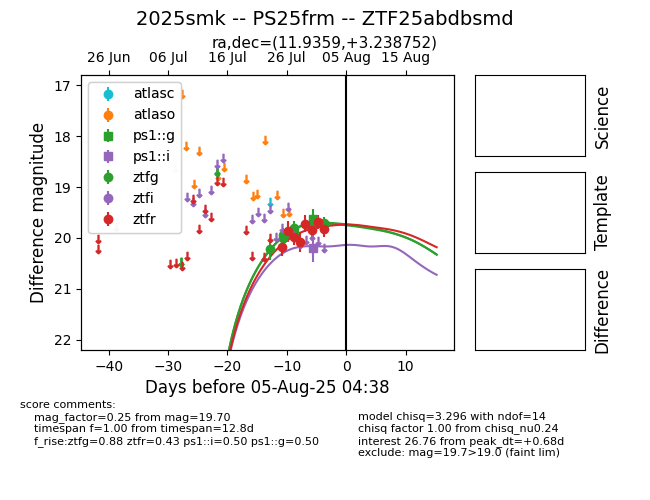 2025smk -- PS25frm -- ZTF25abdbsmd
ra,dec=(11.9359,+3.238752)
26 Jun 06 Jul 16 Jul 26 Jul 05 Aug 15 Aug
17
18
19
20
21
22
Difference magnitude
atlasc
atlaso
ps1::g
ps1::i
ztfg
ztfi
ztfr
−40 −30 −20 −10 0 10
Days before 05-Aug-25 04:38
Science
Template
Difference
score comments:
mag_factor=0.25 from mag=19.70
timespan f=1.00 from timespan=12.8d
f_rise:ztfg=0.88 ztfr=0.43 ps1::i=0.50 ps1::g=0.50
model chisq=3.296 with ndof=14
chisq factor 1.00 from chisq_nu0.24
interest 26.76 from peak_dt=+0.68d
exclude: mag=19.7>19.0 (faint lim)